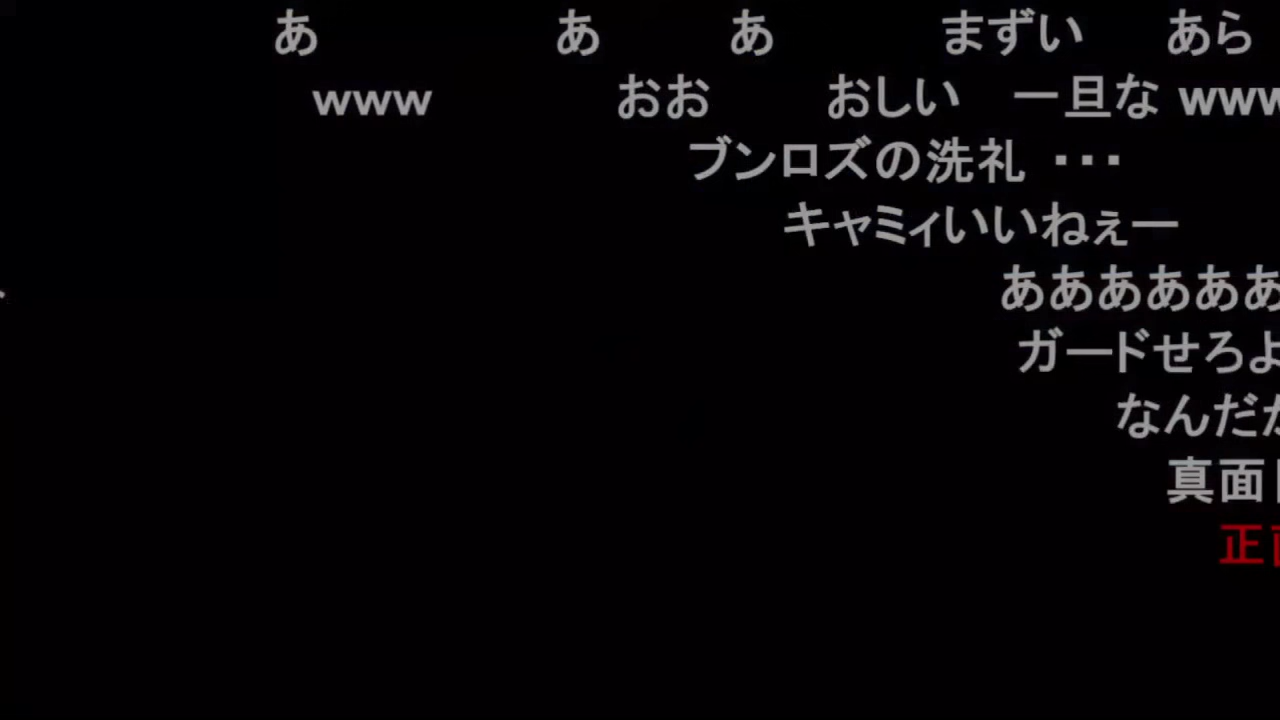 あ あ あ まずい あら
www おお おしい 一旦な www
ブンロズの洗礼 ・・・
キャミィいいねぇー
ああああああ
ガードせろよ
なんだか
真面
正